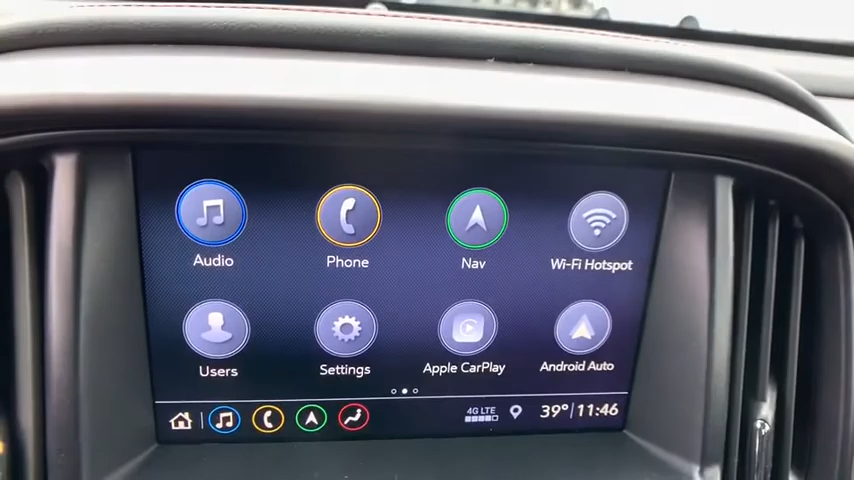 Audio Phone Nav Wi-Fi Hotspot
Users Settings Apple CarPlay Android Auto
4G LTE 39° 11:46